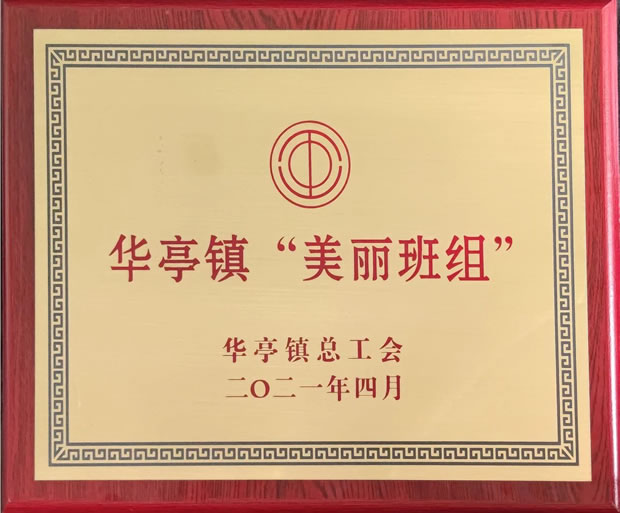 华亭镇“美丽班组”
华亭镇总工会
二〇二一年四月